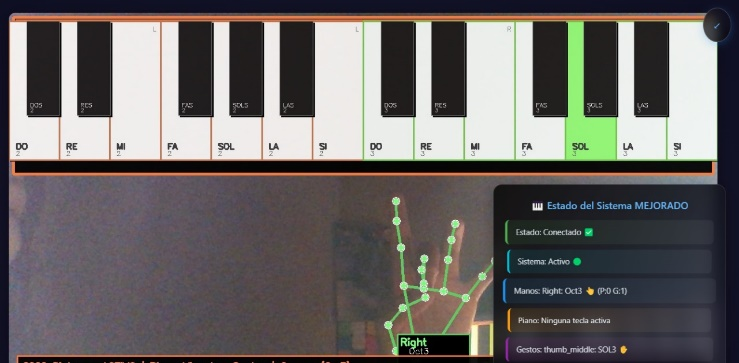 L L R
DOS RES FAS SOLS LAS DOS RES FAS SOLS LAS
2 2 2 2 2 3 3 3 3 3
DO RE MI FA SOL LA SI DO RE MI FA SOL LA SI
2 2 2 2 2 2 2 3 3 3 3 3 3 3
Estado del Sistema MEJORADO
Estado: Conectado ✅
Sistema: Activo
Manos: Right: Oct3 👆 (P:0 G:1)
Piano: Ninguna tecla activa
Right
Oct3
Gestos: thumb_middle: SOL3